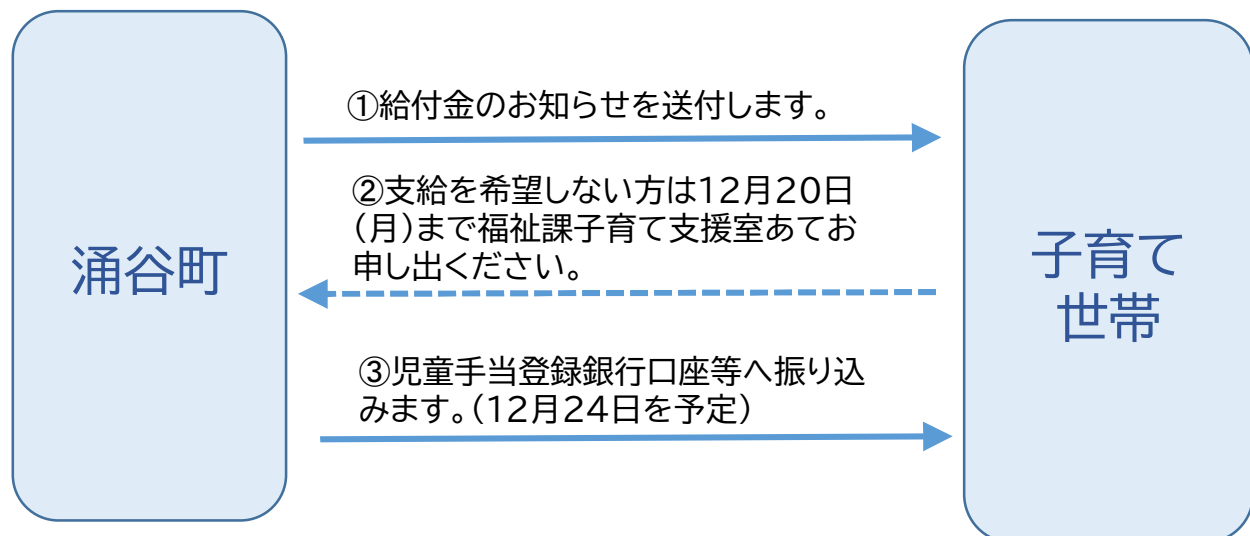 涌谷町
①給付金のお知らせを送付します。
②支給を希望しない方は12月20日
(月)まで福祉課子育て支援室あてお
申し出ください。
③児童手当登録銀行口座等へ振り込
みます。(12月24日を予定)
子育て
世帯